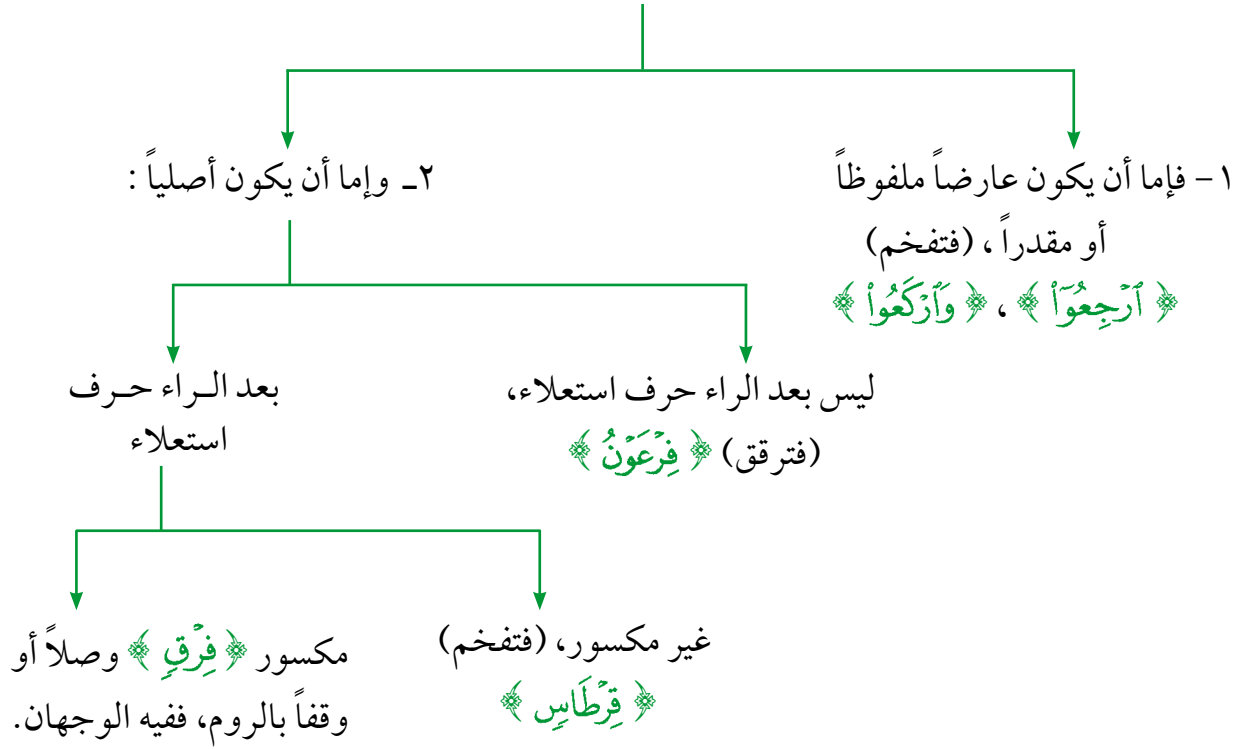 ١- فإما أن يكون عارضاً ملفوظاً
أو مقدراً ، (فتفخم)
﴿ ٱرۡجِعُوٓاْ ﴾ ، ﴿ وَٱرۡكَعُواْ ﴾
٢- وإما أن يكون أصلياً :
ليس بعد الراء حرف استعلاء،
(فترقق) ﴿ فِرۡعَوۡنُ ﴾
بعد الـراء حـرف
استعلاء
غير مكسور، (فتفخم)
﴿ قِرۡطَاسٖ ﴾
مكسور ﴿ فِرۡقٖ ﴾ وصلاً أو
وقفاً بالروم، ففيه الوجهان.